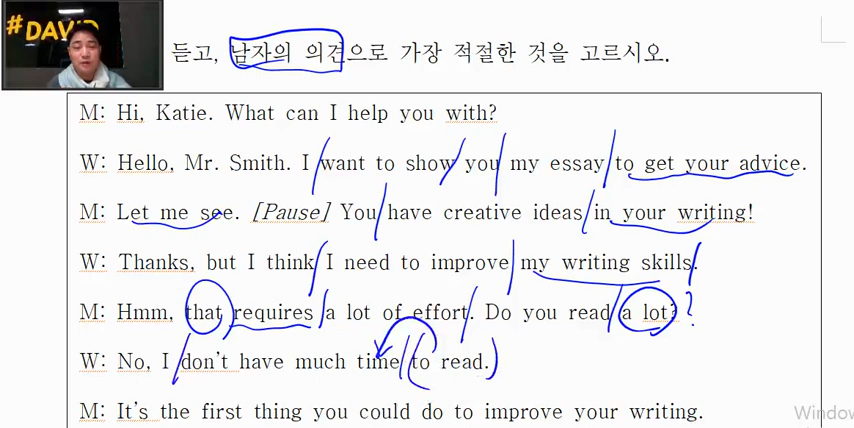 #DAVID
듣고, 남자의 의견으로 가장 적절한 것을 고르시오.
M: Hi, Katie. What can I help you with?
W: Hello, Mr. Smith. I want to show you my essay to get your advice.
M: Let me see. [Pause] You have creative ideas in your writing!
W: Thanks, but I think I need to improve my writing skills.
M: Hmm, that requires a lot of effort. Do you read a lot? ?
W: No, I don't have much time to read.
M: It's the first thing you could do to improve your writing.
Window